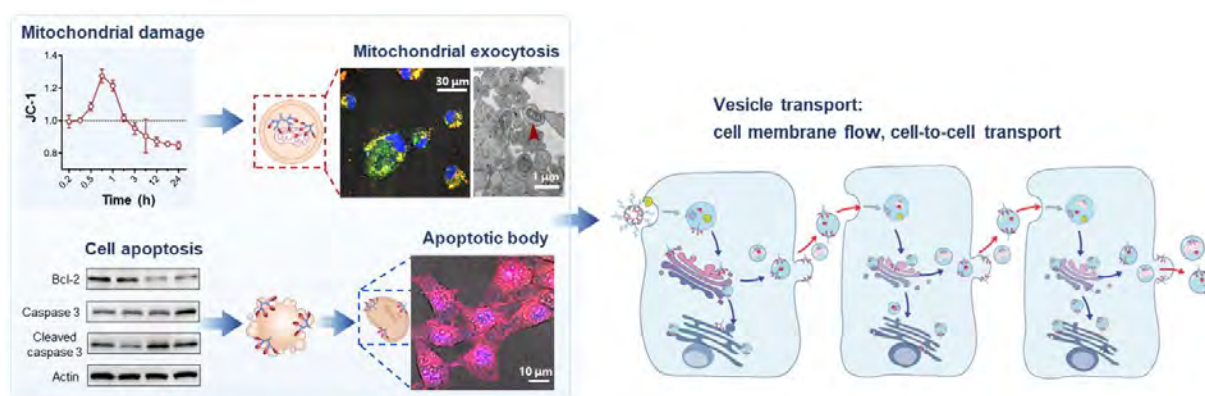 Mitochondrial damage
JC-1
1.4
1.2
1.0
0.8
0.2
0.5
1
3
12
24
Time (h)
Mitochondrial exocytosis
30 μm
1 μm
Cell apoptosis
Bcl-2
Caspase 3
Cleaved
caspase 3
Actin
Apoptotic body
10 μm
Vesicle transport:
cell membrane flow, cell-to-cell transport